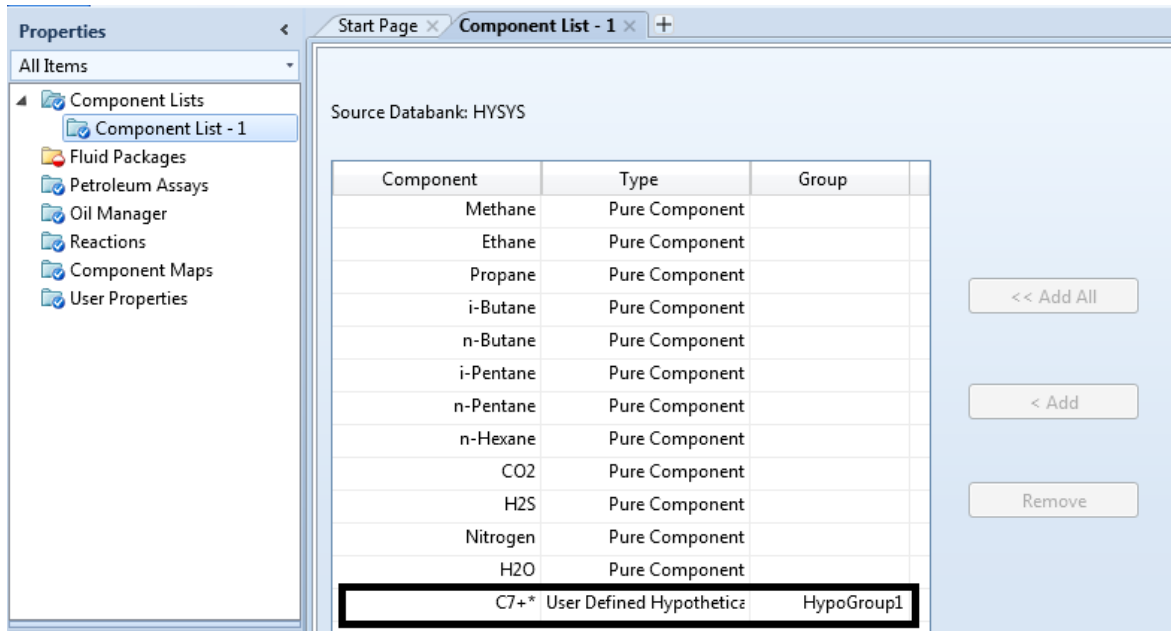 Properties
All Items
Component Lists
Component List - 1
Fluid Packages
Petroleum Assays
Oil Manager
Reactions
Component Maps
User Properties
Start Page Component List - 1
Source Databank: HYSYS
Component Type Group
Methane Pure Component
Ethane Pure Component
Propane Pure Component
i-Butane Pure Component
n-Butane Pure Component
i-Pentane Pure Component
n-Pentane Pure Component
n-Hexane Pure Component
CO2 Pure Component
H2S Pure Component
Nitrogen Pure Component
H2O Pure Component
C7+* User Defined Hypothetica HypoGroup1
<< Add All
< Add
Remove